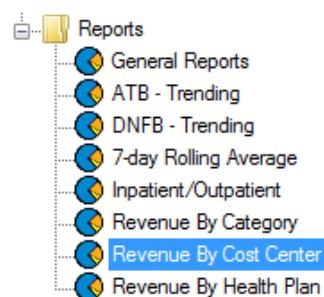 Reports
General Reports
ATB - Trending
DNFB - Trending
7-day Rolling Average
Inpatient/Outpatient
Revenue By Category
Revenue By Cost Center
Revenue By Health Plan